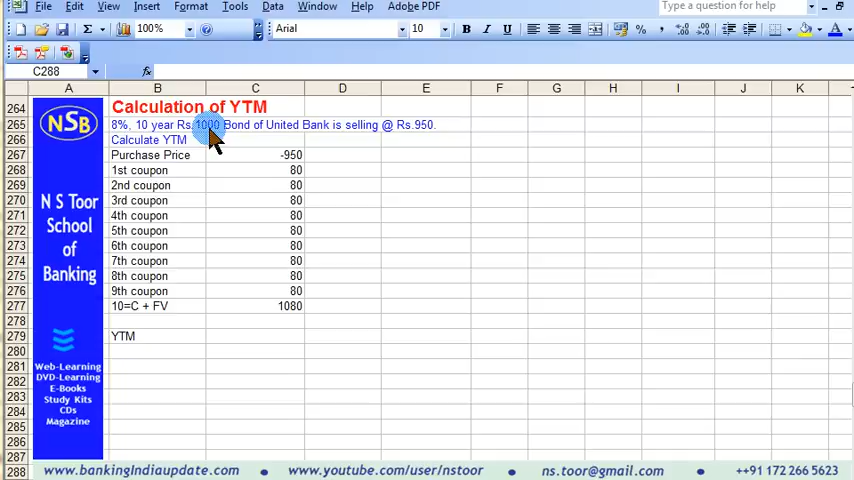 File Edit View Insert Format Tools Data Window Help Adobe PDF Type a question for help
100% Arial 10 B I U
C288 fx
A B C D E F G H I J K
264 Calculation of YTM
265 8%, 10 year Rs.1000 Bond of United Bank is selling @ Rs.950.
266 Calculate YTM
267 Purchase Price -950
268 1st coupon 80
269 2nd coupon 80
270 3rd coupon 80
271 4th coupon 80
272 5th coupon 80
273 6th coupon 80
274 7th coupon 80
275 8th coupon 80
276 9th coupon 80
277 10=C + FV 1080
278
279 YTM
280
281
282
283
284
285
286
287
288
NSB
N S Toor
School
of
Banking
Web-Learning
DVD-Learning
E-Books
Study Kits
CDs
Magazine
www.bankingIndiaupdate.com ● www.youtube.com/user/nstoor ● ns.toor@gmail.com ● ++91 172 266 5623